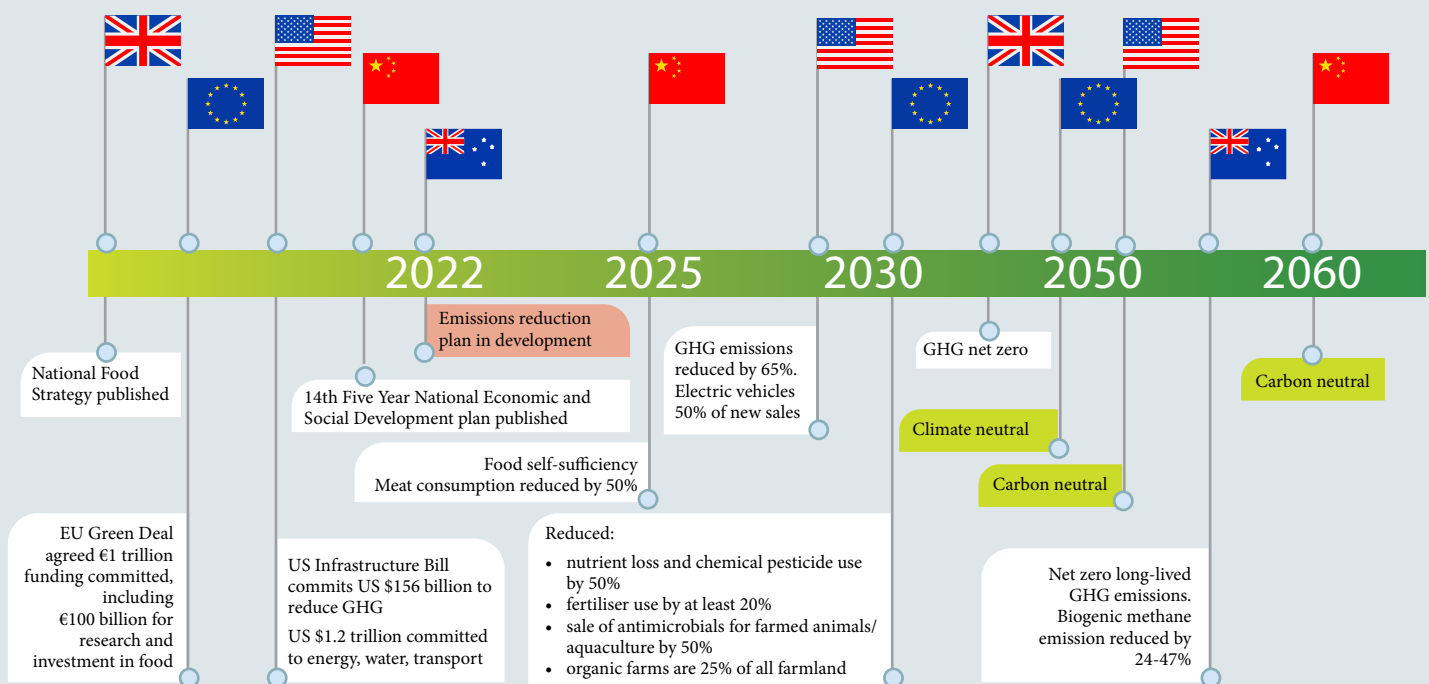 2022
2025
2030
2050
2060
National Food
Strategy published
EU Green Deal
agreed €1 trillion
funding committed,
including
€100 billion for
research and
investment in food
US Infrastructure Bill
commits US $156 billion to
reduce GHG
US $1.2 trillion committed
to energy, water, transport
14th Five Year National Economic and
Social Development plan published
Emissions reduction
plan in development
Food self-sufficiency
Meat consumption reduced by 50%
GHG emissions
reduced by 65%.
Electric vehicles
50% of new sales
Reduced:
• nutrient loss and chemical pesticide use
by 50%
• fertiliser use by at least 20%
• sale of antimicrobials for farmed animals/
aquaculture by 50%
• organic farms are 25% of all farmland
GHG net zero
Climate neutral
Carbon neutral
Net zero long-lived
GHG emissions.
Biogenic methane
emission reduced by
24-47%
Carbon neutral